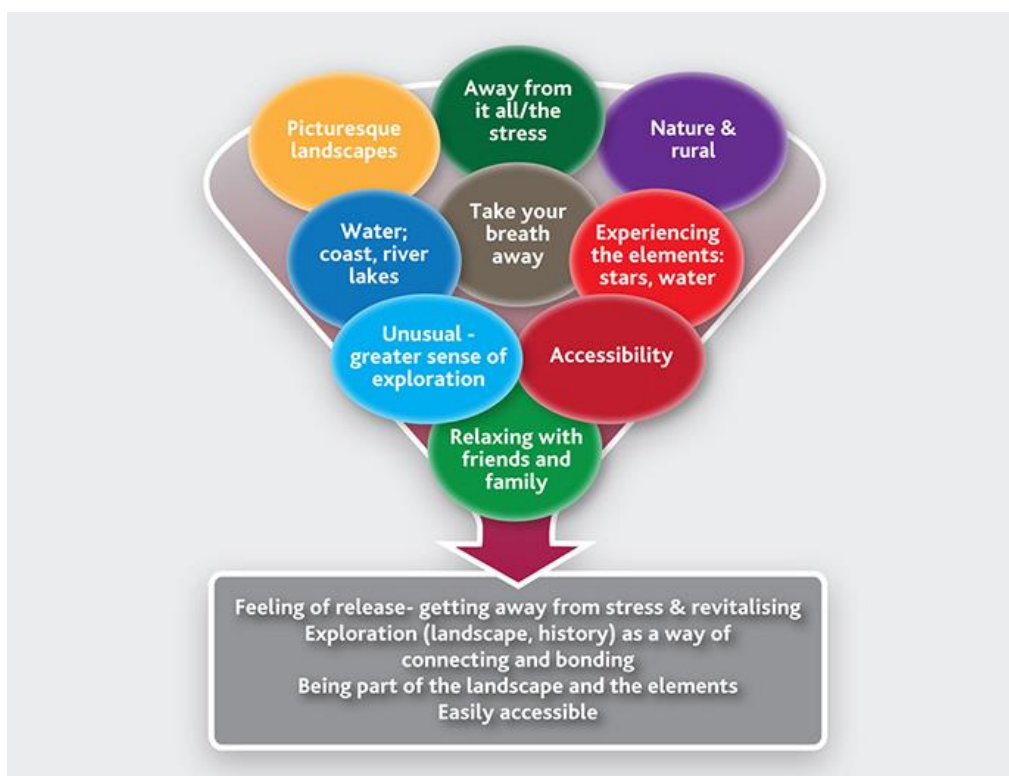 Picturesque
landscapes
Away from
it all/the
stress
Nature &
rural
Water;
coast, river
lakes
Take your
breath
away
Experiencing
the elements:
stars, water
Unusual -
greater sense of
exploration
Accessibility
Relaxing with
friends and
family
Feeling of release- getting away from stress & revitalising
Exploration (landscape, history) as a way of
connecting and bonding
Being part of the landscape and the elements
Easily accessible